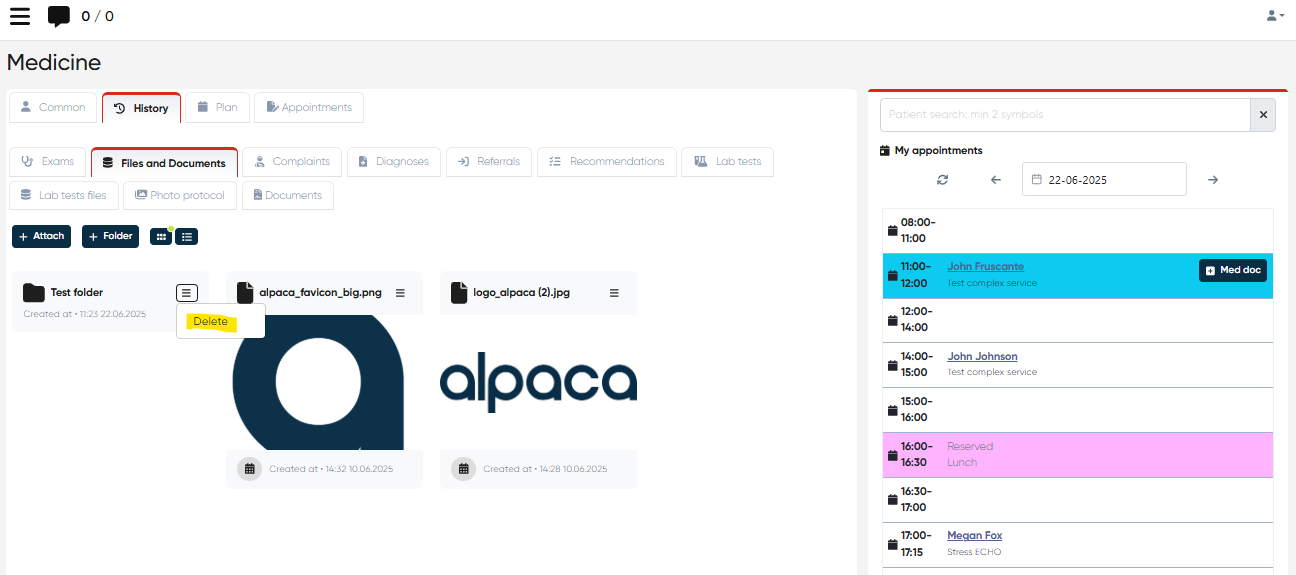 0 / 0
Medicine
Common
History
Plan
Appointments
Exams
Files and Documents
Complaints
Diagnoses
Referrals
Recommendations
Lab tests
Lab tests files
Photo protocol
Documents
+ Attach
+ Folder
Test folder
Created at • 11:23 22.06.2025
Delete
alpaca_favicon_big.png
Created at • 14:32 10.06.2025
logo_alpaca (2).jpg
alpaca
Created at • 14:28 10.06.2025
Patient search: min 2 symbols
My appointments
22-06-2025
08:00-
11:00
11:00-
12:00
John Fruscante
Test complex service
Med doc
12:00-
14:00
14:00-
15:00
John Johnson
Test complex service
15:00-
16:00
16:00-
16:30
Reserved
Lunch
16:30-
17:00
17:00-
17:15
Megan Fox
Stress ECHO